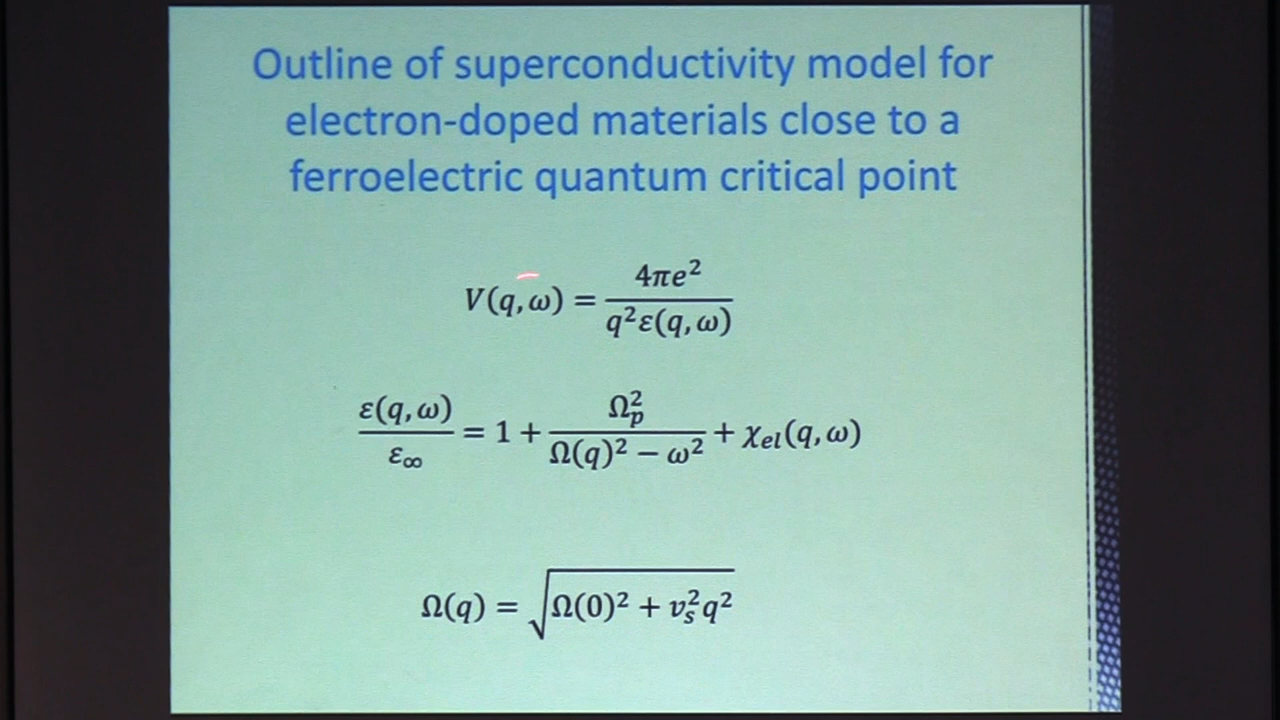 Outline of superconductivity model for
electron-doped materials close to a
ferroelectric quantum critical point
V(q,ω) = 4πe² / q²ε(q,ω)
ε(q,ω) / ε∞ = 1 + Ωp² / (Ω(q)² − ω²) + χel(q,ω)
Ω(q) = √(Ω(0)² + vs²q²)